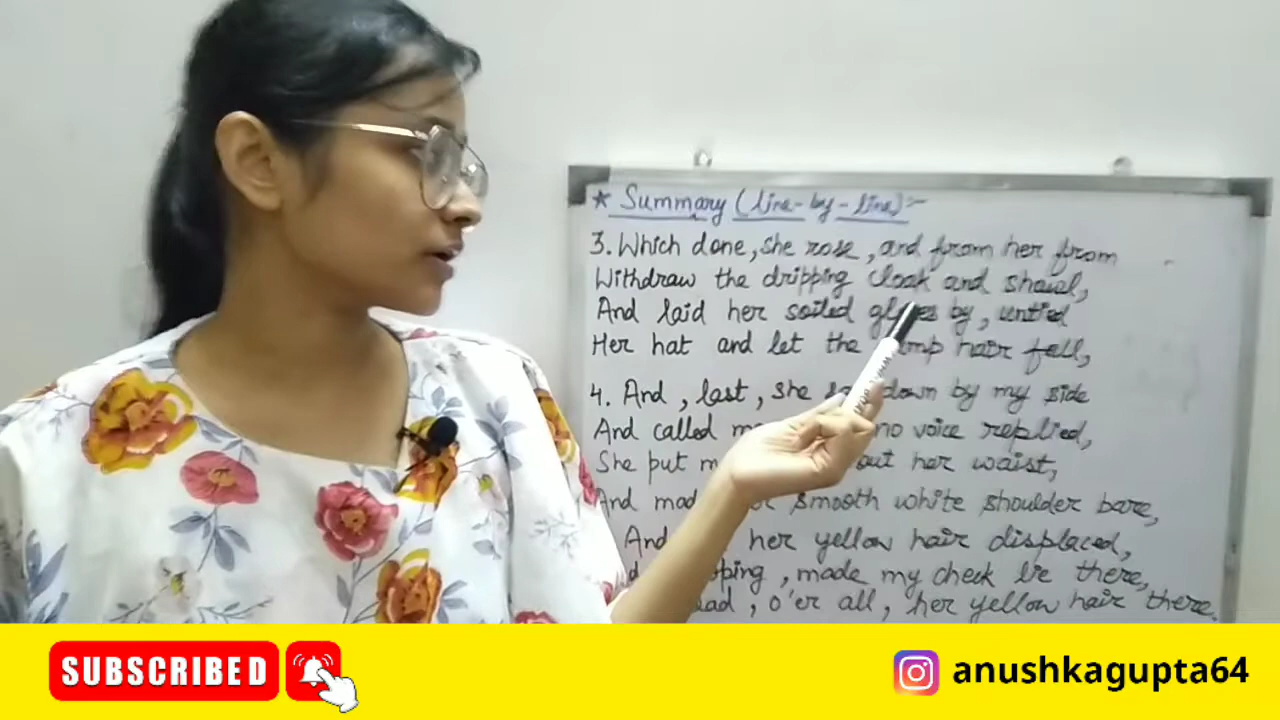 * Summary (line-by-line):-
3. Which done, she rose, and from her from
Withdraw the dripping cloak and shawl,
And laid her soiled by, untied
Her hat and let the hair fall,
4. And, last, she down by my side
And called no voice replied,
She put her waist,
And smooth white shoulder bare,
And her yellow hair displaced,
made my cheek lie there,
o'er all, her yellow hair there
SUBSCRIBED
anushkagupta64